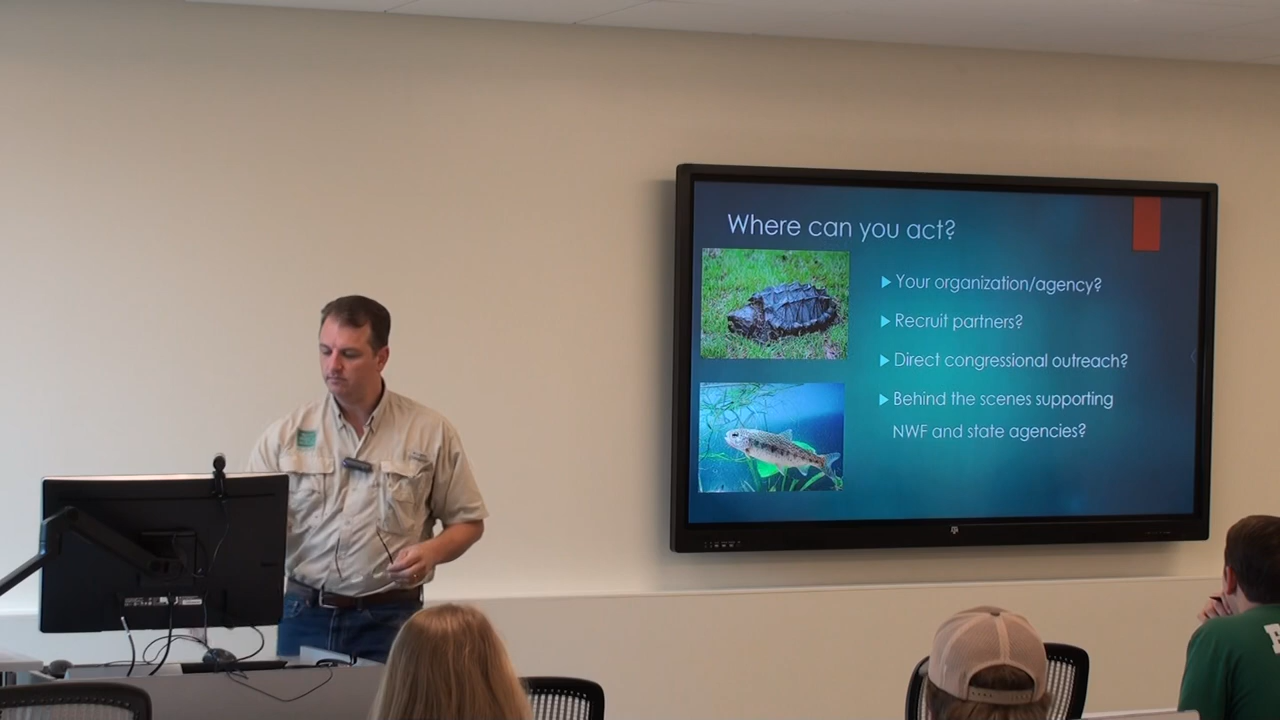 Where can you act?
Your organization/agency?
Recruit partners?
Direct congressional outreach?
Behind the scenes supporting
NWF and state agencies?